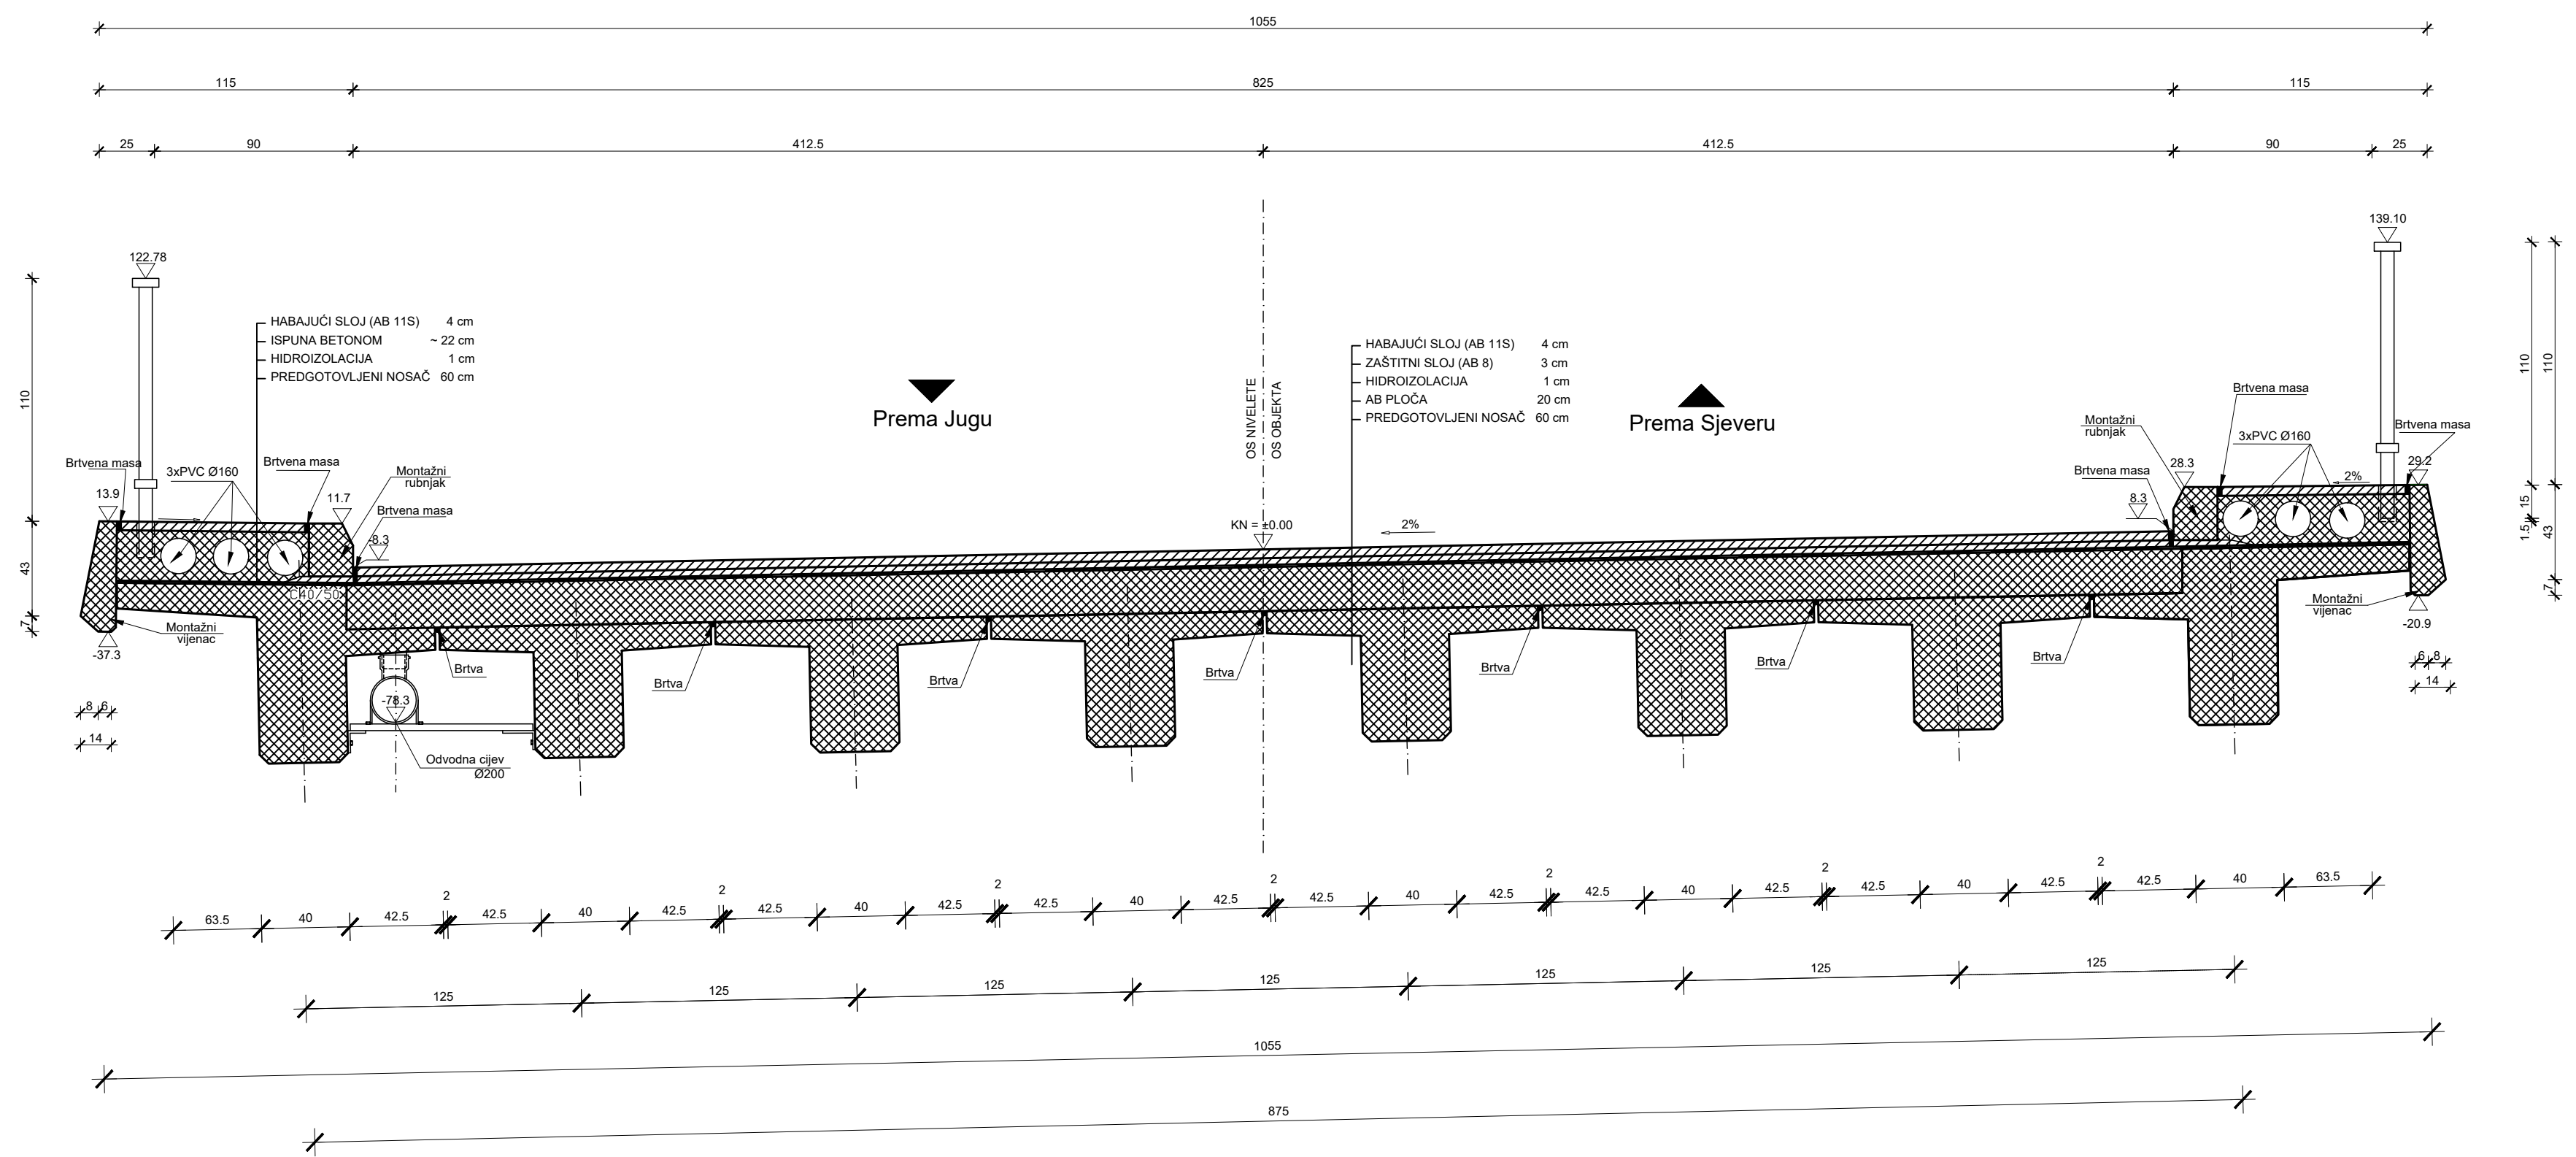 1055
115 825 115
25 90 412.5 412.5 90 25
139.10
122.78
HABAJUĆI SLOJ (AB 11S) 4 cm
ISPUNA BETONOM ~ 22 cm
HIDROIZOLACIJA 1 cm
PREDGOTOVLJENI NOSAČ 60 cm
OS NIVELETE
OS OBJEKTA
HABAJUĆI SLOJ (AB 11S) 4 cm
ZAŠTITNI SLOJ (AB 8) 3 cm
HIDROIZOLACIJA 1 cm
AB PLOČA 20 cm
PREDGOTOVLJENI NOSAČ 60 cm
Prema Jugu
Prema Sjeveru
110
43
7
110
15
1.5
110
43
7
Brtvena masa
3xPVC Ø160
Brtvena masa
Montažni
rubnjak
Brtvena masa
13.9
11.7
-8.3
KN = ±0.00
2%
Brtvena masa
Montažni
rubnjak
3xPVC Ø160
Brtvena masa
Brtvena masa
28.3
29.2
2%
8.3
C40/50
Montažni
vijenac
-37.3
Montažni
vijenac
-20.9
Brtva
Brtva
Brtva
Brtva
Brtva
Brtva
Brtva
-78.3
Odvodna cijev
Ø200
8 6
14
6 8
14
2 2 2 2 2 2 2
63.5 40 42.5 42.5 40 42.5 42.5 40 42.5 42.5 40 42.5 42.5 40 42.5 42.5 40 42.5 42.5 40 42.5 42.5 40 63.5
125 125 125 125 125 125 125
1055
875